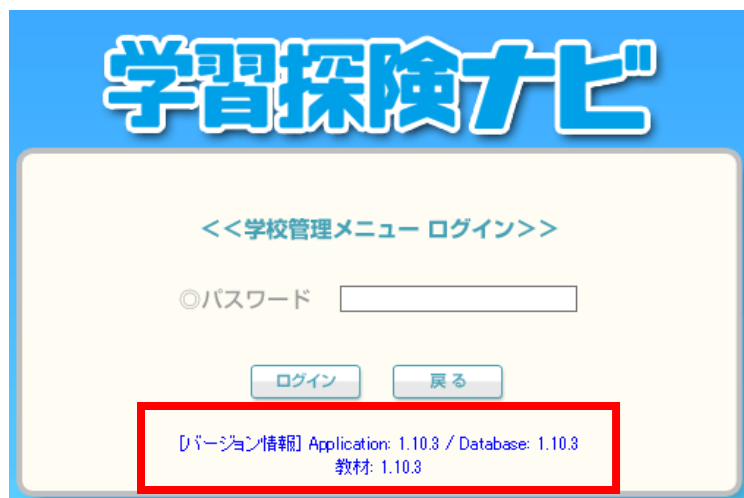 学習探険ナビ
<<学校管理メニュー ログイン>>
◎パスワード
ログイン 戻る
[バージョン情報] Application: 1.10.3 / Database: 1.10.3
教材: 1.10.3